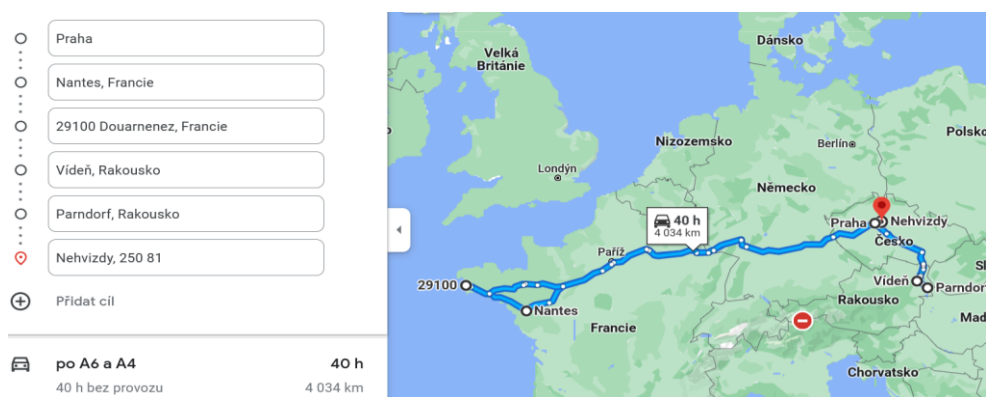 Praha
Nantes, Francie
29100 Douarnenez, Francie
Vídeň, Rakousko
Parndorf, Rakousko
Nehvizdy, 250 81
Přidat cíl
po A6 a A4
40 h
40 h bez provozu
4 034 km
Velká
Británie
Dánsko
Nizozemsko
Berlín
Polsko
Londýn
Německo
40 h
4 034 km
Praha
Nehvizdy
Česko
Paříž
29100
Nantes
Francie
Vídeň
Parndorf
Rakousko
Mad
Chorvatsko